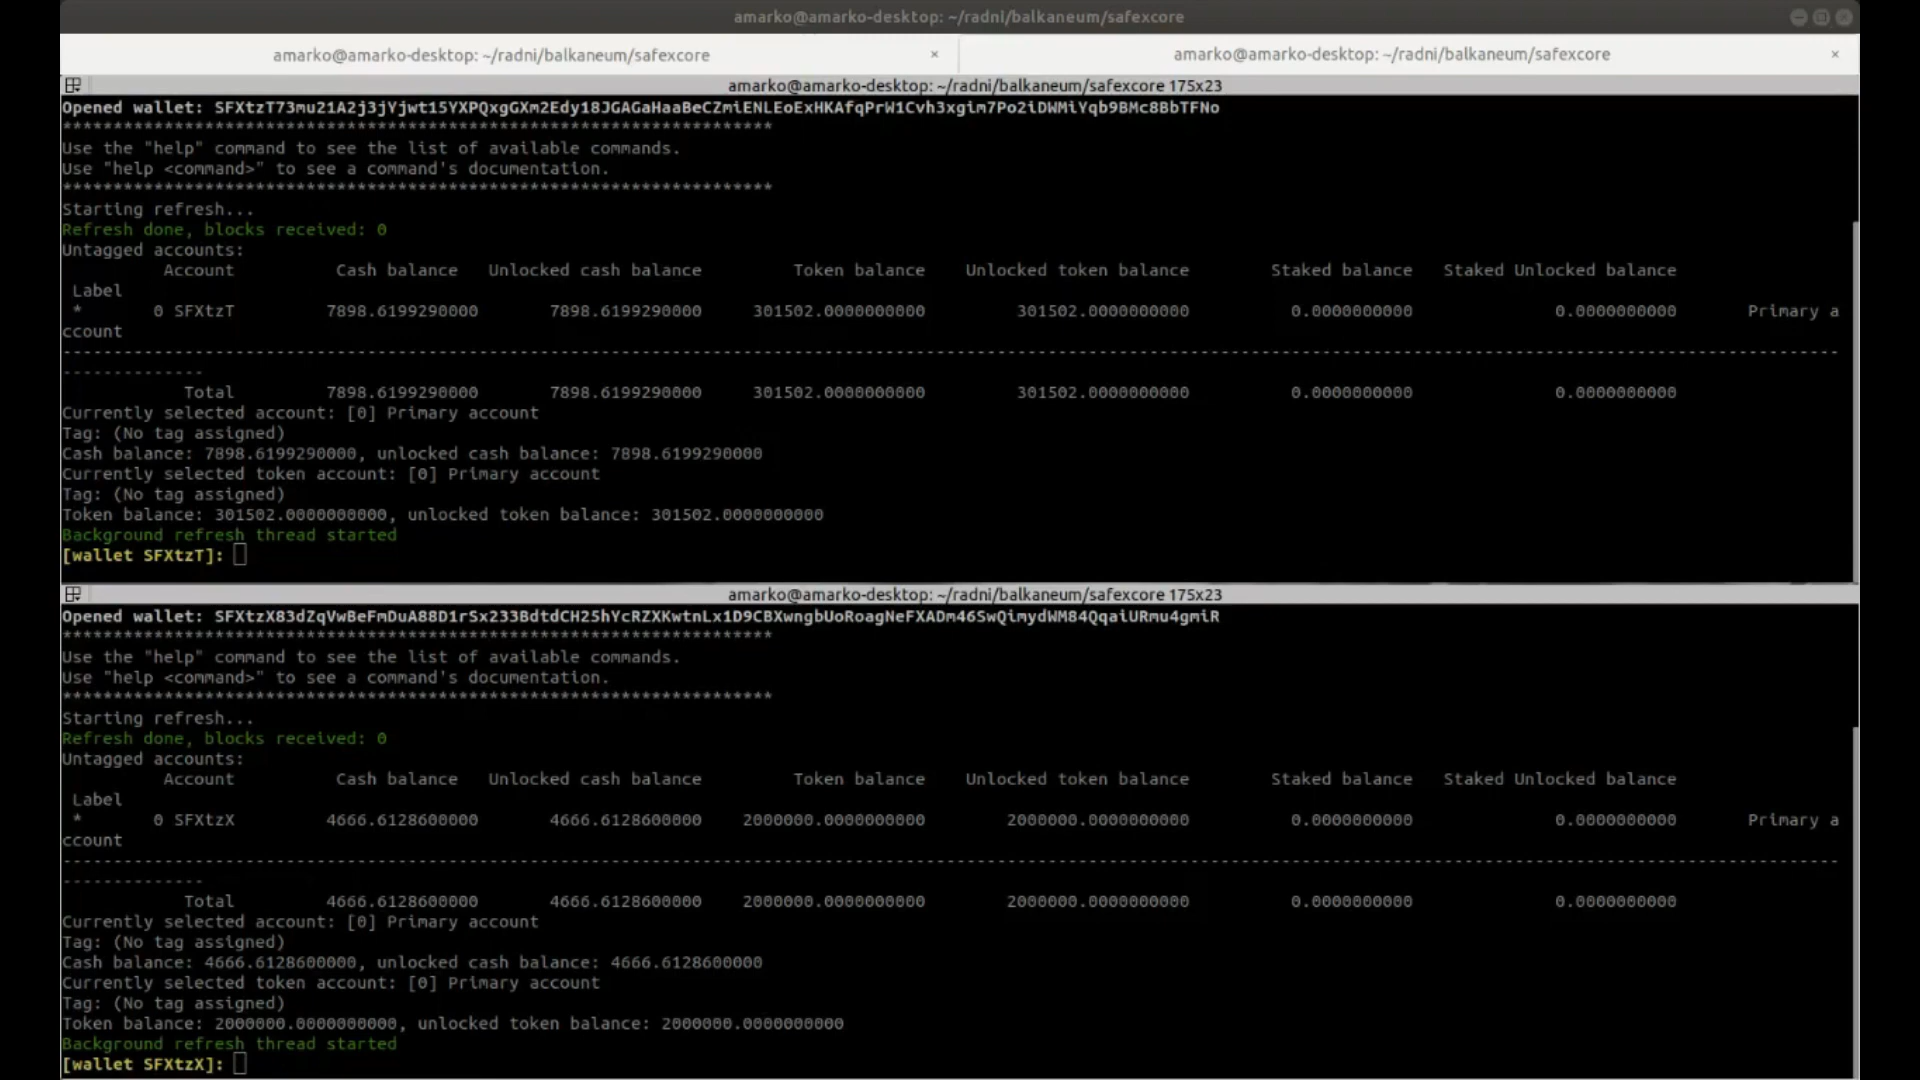 amarko@amarko-desktop: ~/radni/balkaneum/safexcore
amarko@amarko-desktop: ~/radni/balkaneum/safexcore × amarko@amarko-desktop: ~/radni/balkaneum/safexcore ×
amarko@amarko-desktop: ~/radni/balkaneum/safexcore 175x23
Opened wallet: SFXtzT73mu21A2j3jYjwt15YXPQxgGXm2Edy18JGAGaHaaBeCZmiENLEoExHKAfqPrW1Cvh3xgim7Po2iDWMiYqb9BMc8BbTFNo
**********************************************************************
Use the "help" command to see the list of available commands.
Use "help <command>" to see a command's documentation.
**********************************************************************
Starting refresh...
Refresh done, blocks received: 0
Untagged accounts:
Account Cash balance Unlocked cash balance Token balance Unlocked token balance Staked balance Staked Unlocked balance
Label
* 0 SFXtzT 7898.6199290000 7898.6199290000 301502.0000000000 301502.0000000000 0.0000000000 0.0000000000 Primary a
ccount
--------------------------------------------------------------------------------------------------------------------------------------------------------------------------------
--------------
Total 7898.6199290000 7898.6199290000 301502.0000000000 301502.0000000000 0.0000000000 0.0000000000
Currently selected account: [0] Primary account
Tag: (No tag assigned)
Cash balance: 7898.6199290000, unlocked cash balance: 7898.6199290000
Currently selected token account: [0] Primary account
Tag: (No tag assigned)
Token balance: 301502.0000000000, unlocked token balance: 301502.0000000000
Background refresh thread started
[wallet SFXtzT]:
amarko@amarko-desktop: ~/radni/balkaneum/safexcore 175x23
Opened wallet: SFXtzX83dZqVwBeFmDuA88D1rSx233BdtdCH25hYcRZXKwtnLx1D9CBXwngbUoRoagNeFXADm46SwQimydWM84QqaiURmu4gmiR
**********************************************************************
Use the "help" command to see the list of available commands.
Use "help <command>" to see a command's documentation.
**********************************************************************
Starting refresh...
Refresh done, blocks received: 0
Untagged accounts:
Account Cash balance Unlocked cash balance Token balance Unlocked token balance Staked balance Staked Unlocked balance
Label
* 0 SFXtzX 4666.6128600000 4666.6128600000 2000000.0000000000 2000000.0000000000 0.0000000000 0.0000000000 Primary a
ccount
--------------------------------------------------------------------------------------------------------------------------------------------------------------------------------
--------------
Total 4666.6128600000 4666.6128600000 2000000.0000000000 2000000.0000000000 0.0000000000 0.0000000000
Currently selected account: [0] Primary account
Tag: (No tag assigned)
Cash balance: 4666.6128600000, unlocked cash balance: 4666.6128600000
Currently selected token account: [0] Primary account
Tag: (No tag assigned)
Token balance: 2000000.0000000000, unlocked token balance: 2000000.0000000000
Background refresh thread started
[wallet SFXtzX]: